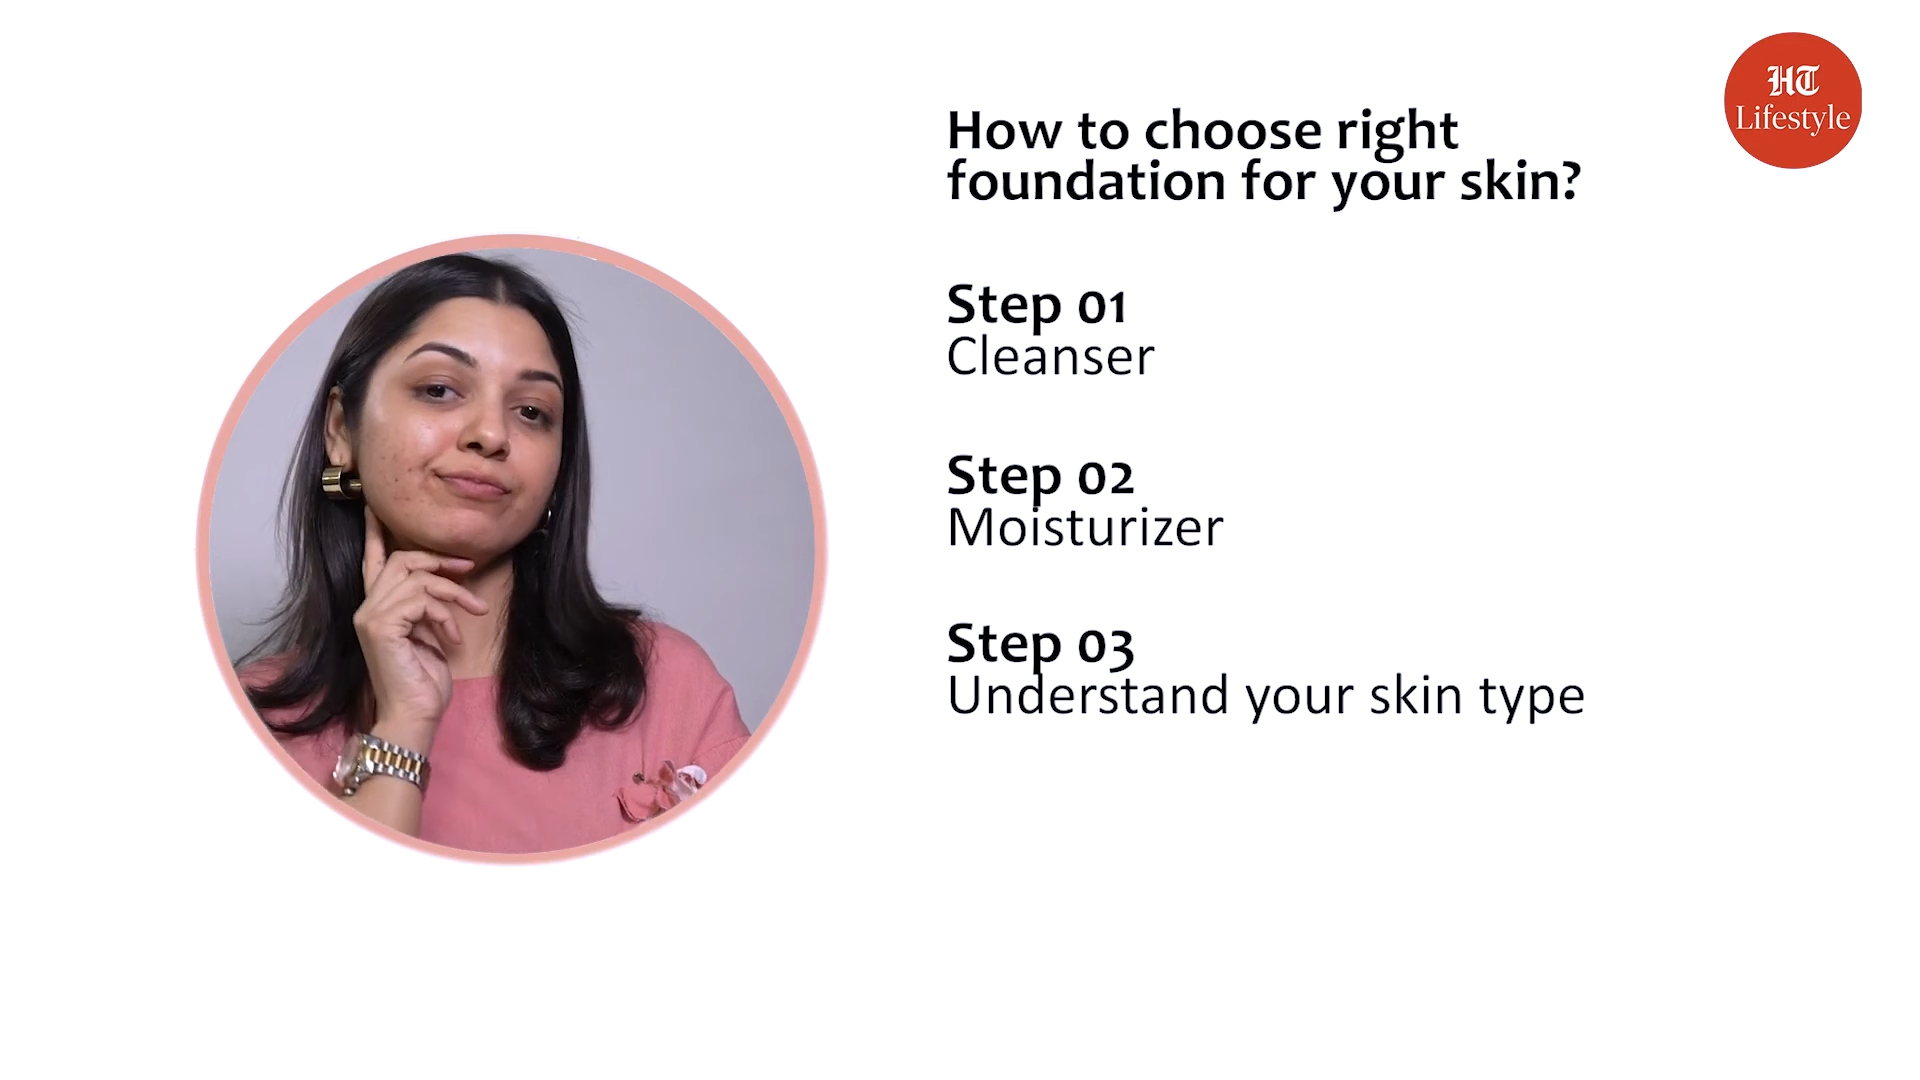 HT
Lifestyle
How to choose right
foundation for your skin?
Step 01
Cleanser
Step 02
Moisturizer
Step 03
Understand your skin type